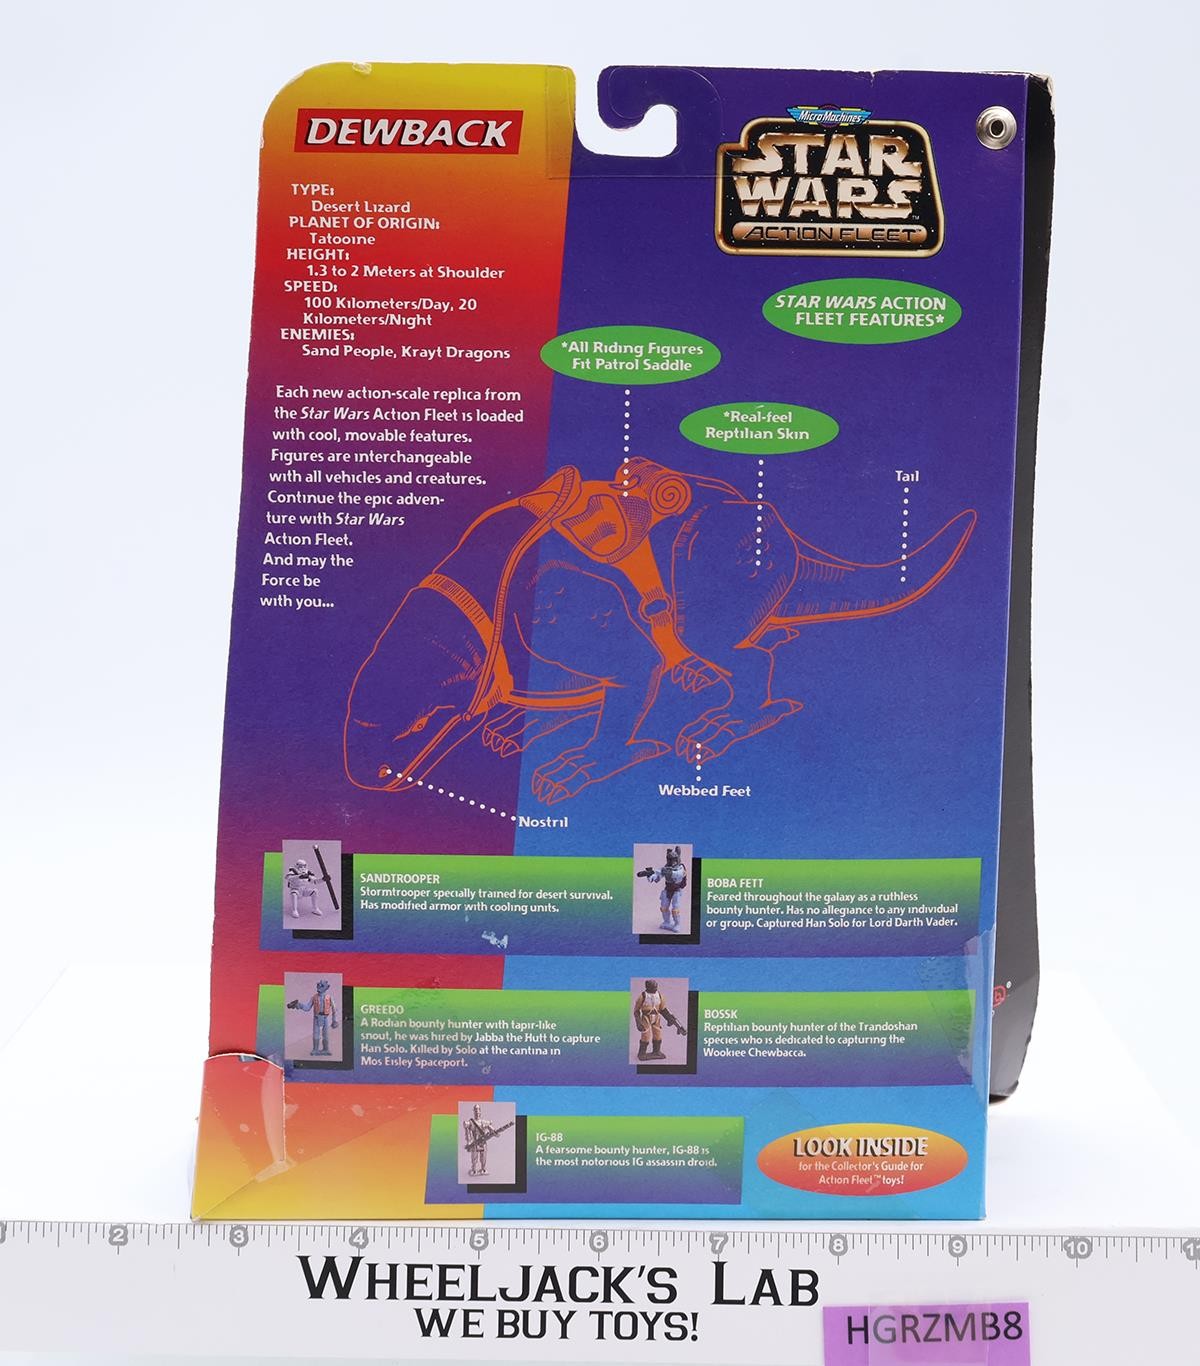 DEWBACK
TYPE:
Desert Lizard
PLANET OF ORIGIN:
Tatooine
HEIGHT:
1.3 to 2 Meters at Shoulder
SPEED:
100 Kilometers/Day, 20
Kilometers/Night
ENEMIES:
Sand People, Krayt Dragons
Each new action-scale replica from
the Star Wars Action Fleet is loaded
with cool, movable features.
Figures are interchangeable
with all vehicles and creatures.
Continue the epic adven-
ture with Star Wars
Action Fleet.
And may the
Force be
with you...
Micro Machines
STAR
WARS™
ACTION FLEET™
STAR WARS ACTION
FLEET FEATURES*
*All Riding Figures
Fit Patrol Saddle
*Real-feel
Reptilian Skin
Tail
Webbed Feet
Nostril
SANDTROOPER
Stormtrooper specially trained for desert survival.
Has modified armor with cooling units.
BOBA FETT
Feared throughout the galaxy as a ruthless
bounty hunter. Has no allegiance to any individual
or group. Captured Han Solo for Lord Darth Vader.
GREEDO
A Rodian bounty hunter with tapir-like
snout, he was hired by Jabba the Hutt to capture
Han Solo. Killed by Solo at the cantina in
Mos Eisley Spaceport.
BOSSK
Reptilian bounty hunter of the Trandoshan
species who is dedicated to capturing the
Wookiee Chewbacca.
IG-88
A fearsome bounty hunter, IG-88 is
the most notorious IG assassin droid.
LOOK INSIDE
for the Collector's Guide for
Action Fleet™ toys!
2 3 4 5 6 7 8 9 10 11
WHEELJACK'S LAB
WE BUY TOYS!
HGRZMB8